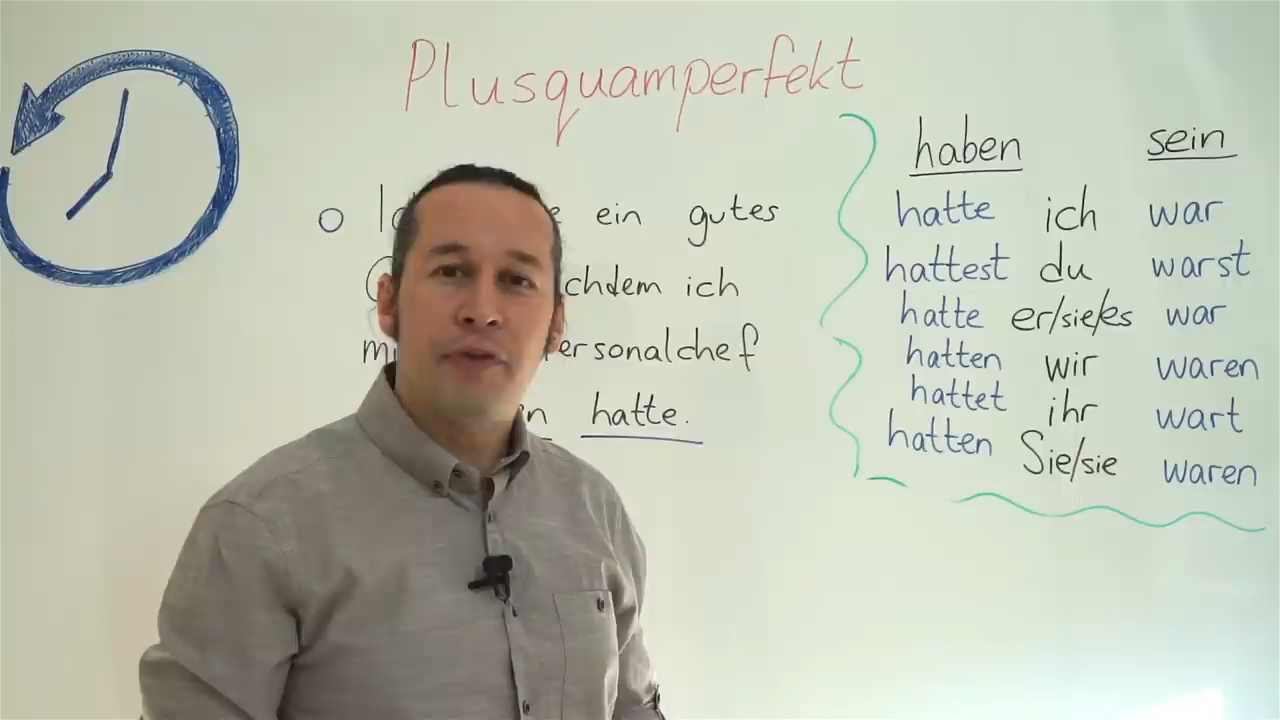 Plusquamperfekt
ein gutes
ich
hatte.
haben sein
hatte ich war
hattest du warst
hatte er/sie/es war
hatten wir waren
hattet ihr wart
hatten Sie/sie waren